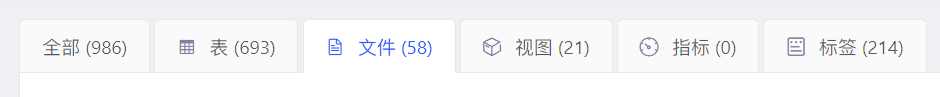 全部 (986) 表 (693) 文件 (58) 视图 (21) 指标 (0) 标签 (214)